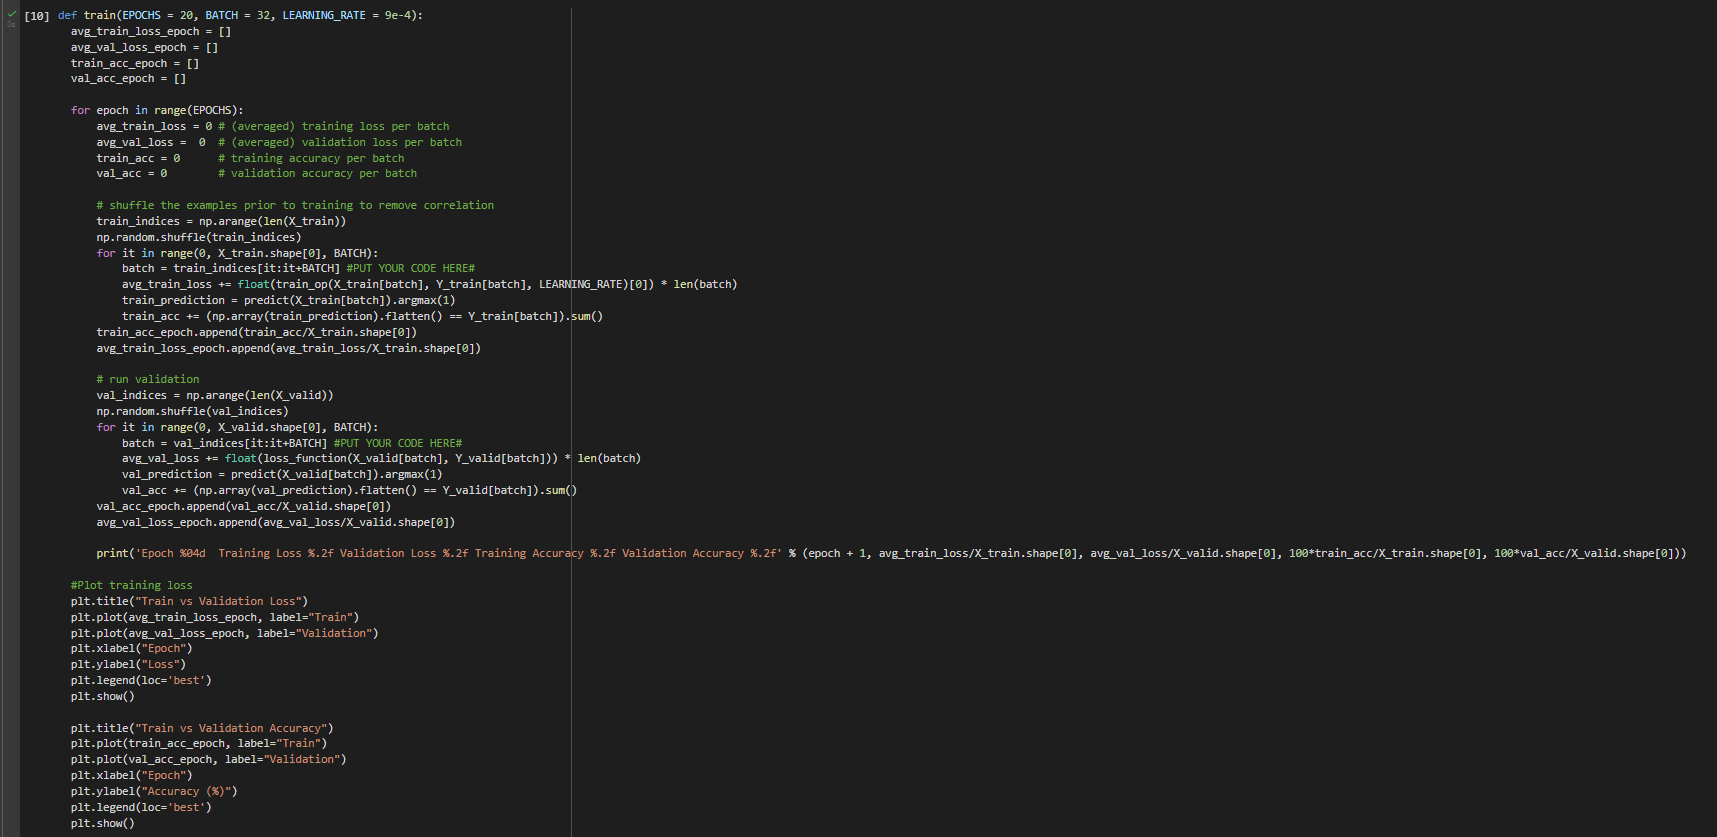 [10] def train(EPOCHS = 20, BATCH = 32, LEARNING_RATE = 9e-4):
  avg_train_loss_epoch = []
  avg_val_loss_epoch = []
  train_acc_epoch = []
  val_acc_epoch = []

  for epoch in range(EPOCHS):
      avg_train_loss = 0 # (averaged) training loss per batch
      avg_val_loss =  0  # (averaged) validation loss per batch
      train_acc = 0      # training accuracy per batch
      val_acc = 0        # validation accuracy per batch

      # shuffle the examples prior to training to remove correlation
      train_indices = np.arange(len(X_train))
      np.random.shuffle(train_indices)
      for it in range(0, X_train.shape[0], BATCH):
          batch = train_indices[it:it+BATCH] #PUT YOUR CODE HERE#
          avg_train_loss += float(train_op(X_train[batch], Y_train[batch], LEARNING_RATE)[0]) * len(batch)
          train_prediction = predict(X_train[batch]).argmax(1)
          train_acc += (np.array(train_prediction).flatten() == Y_train[batch]).sum()
      train_acc_epoch.append(train_acc/X_train.shape[0])
      avg_train_loss_epoch.append(avg_train_loss/X_train.shape[0])

      # run validation
      val_indices = np.arange(len(X_valid))
      np.random.shuffle(val_indices)
      for it in range(0, X_valid.shape[0], BATCH):
          batch = val_indices[it:it+BATCH] #PUT YOUR CODE HERE#
          avg_val_loss += float(loss_function(X_valid[batch], Y_valid[batch])) * len(batch)
          val_prediction = predict(X_valid[batch]).argmax(1)
          val_acc += (np.array(val_prediction).flatten() == Y_valid[batch]).sum()
      val_acc_epoch.append(val_acc/X_valid.shape[0])
      avg_val_loss_epoch.append(avg_val_loss/X_valid.shape[0])

      print('Epoch %04d  Training Loss %.2f Validation Loss %.2f Training Accuracy %.2f Validation Accuracy %.2f' % (epoch + 1, avg_train_loss/X_train.shape[0], avg_val_loss/X_valid.shape[0], 100*train_acc/X_train.shape[0], 100*val_acc/X_valid.shape[0]))

  #Plot training loss
  plt.title("Train vs Validation Loss")
  plt.plot(avg_train_loss_epoch, label="Train")
  plt.plot(avg_val_loss_epoch, label="Validation")
  plt.xlabel("Epoch")
  plt.ylabel("Loss")
  plt.legend(loc='best')
  plt.show()

  plt.title("Train vs Validation Accuracy")
  plt.plot(train_acc_epoch, label="Train")
  plt.plot(val_acc_epoch, label="Validation")
  plt.xlabel("Epoch")
  plt.ylabel("Accuracy (%)")
  plt.legend(loc='best')
  plt.show()